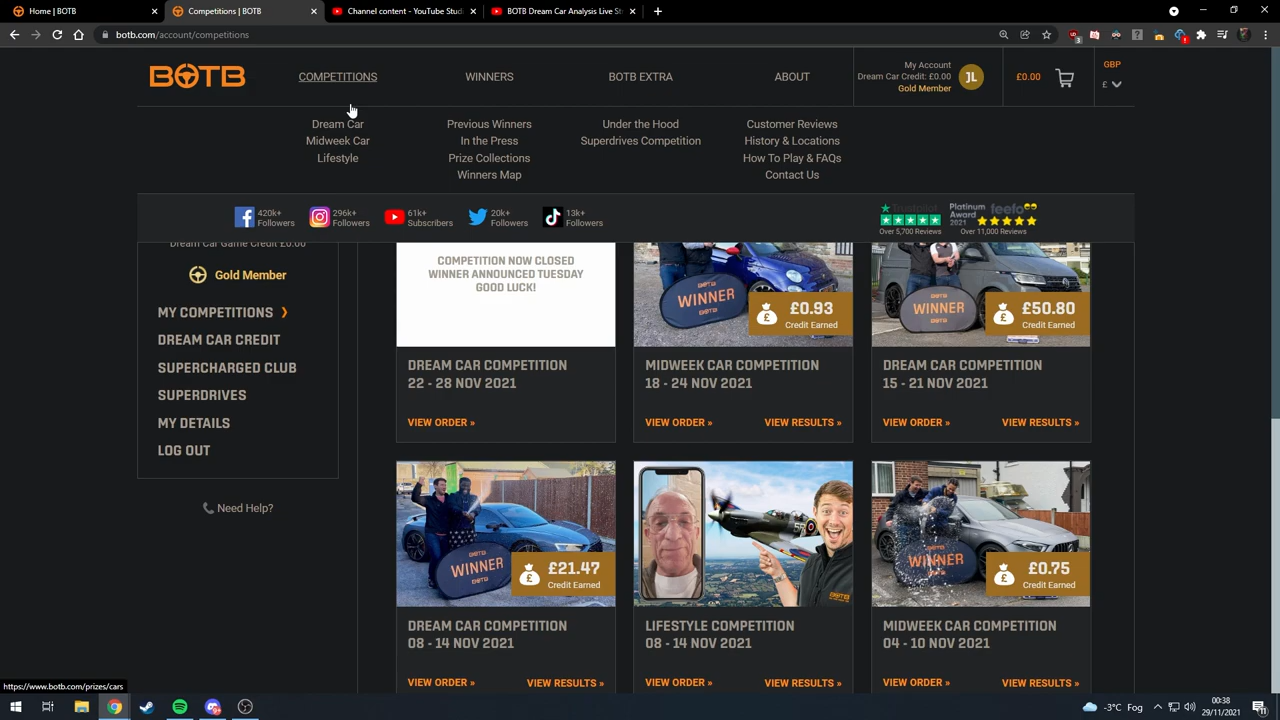 Home | BOTB
Competitions | BOTB
Channel content - YouTube Studi
BOTB Dream Car Analysis Live St
botb.com/account/competitions
BOTB
COMPETITIONS
WINNERS
BOTB EXTRA
ABOUT
My Account
Dream Car Credit: £0.00
Gold Member
JL
£0.00
GBP
£
Dream Car
Midweek Car
Lifestyle
Previous Winners
In the Press
Prize Collections
Winners Map
Under the Hood
Superdrives Competition
Customer Reviews
History & Locations
How To Play & FAQs
Contact Us
420k+
Followers
296k+
Followers
61k+
Subscribers
20k+
Followers
13k+
Followers
Trustpilot
Over 5,700 Reviews
Platinum
Award
2021
feefo
Over 11,000 Reviews
Dream Car Game Credit £0.00
Gold Member
MY COMPETITIONS
DREAM CAR CREDIT
SUPERCHARGED CLUB
SUPERDRIVES
MY DETAILS
LOG OUT
Need Help?
COMPETITION NOW CLOSED
WINNER ANNOUNCED TUESDAY
GOOD LUCK!
DREAM CAR COMPETITION
22 - 28 NOV 2021
VIEW ORDER »
WINNER
£0.93
Credit Earned
MIDWEEK CAR COMPETITION
18 - 24 NOV 2021
VIEW ORDER »
VIEW RESULTS »
WINNER
£50.80
Credit Earned
DREAM CAR COMPETITION
15 - 21 NOV 2021
VIEW ORDER »
VIEW RESULTS »
WINNER
£21.47
Credit Earned
DREAM CAR COMPETITION
08 - 14 NOV 2021
VIEW ORDER »
VIEW RESULTS »
LIFESTYLE COMPETITION
08 - 14 NOV 2021
VIEW ORDER »
VIEW RESULTS »
WINNER
£0.75
Credit Earned
MIDWEEK CAR COMPETITION
04 - 10 NOV 2021
VIEW ORDER »
VIEW RESULTS »
https://www.botb.com/prizes/cars
-3°C Fog
00:38
29/11/2021